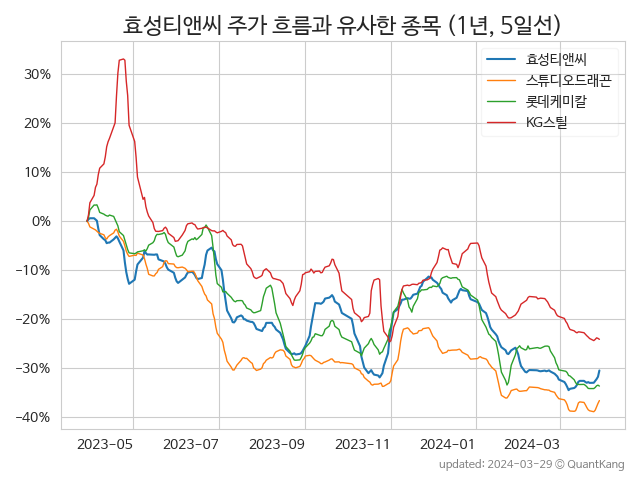 효성티앤씨 주가 흐름과 유사한 종목 (1년, 5일선)
효성티앤씨
스튜디오드래곤
롯데케미칼
KG스틸
30%
20%
10%
0%
−10%
−20%
−30%
−40%
2023-05 2023-07 2023-09 2023-11 2024-01 2024-03
updated: 2024-03-29 © QuantKang